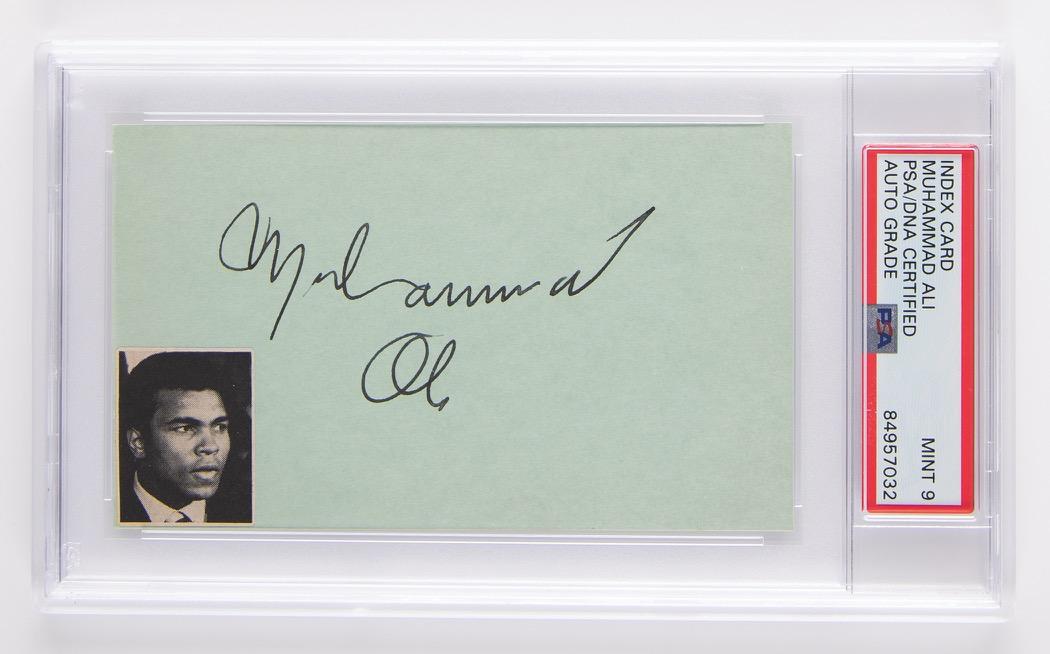 Muhammad
Ali
INDEX CARD
MUHAMMAD ALI
PSA/DNA CERTIFIED
AUTO GRADE
PSA
MINT 9
84957032